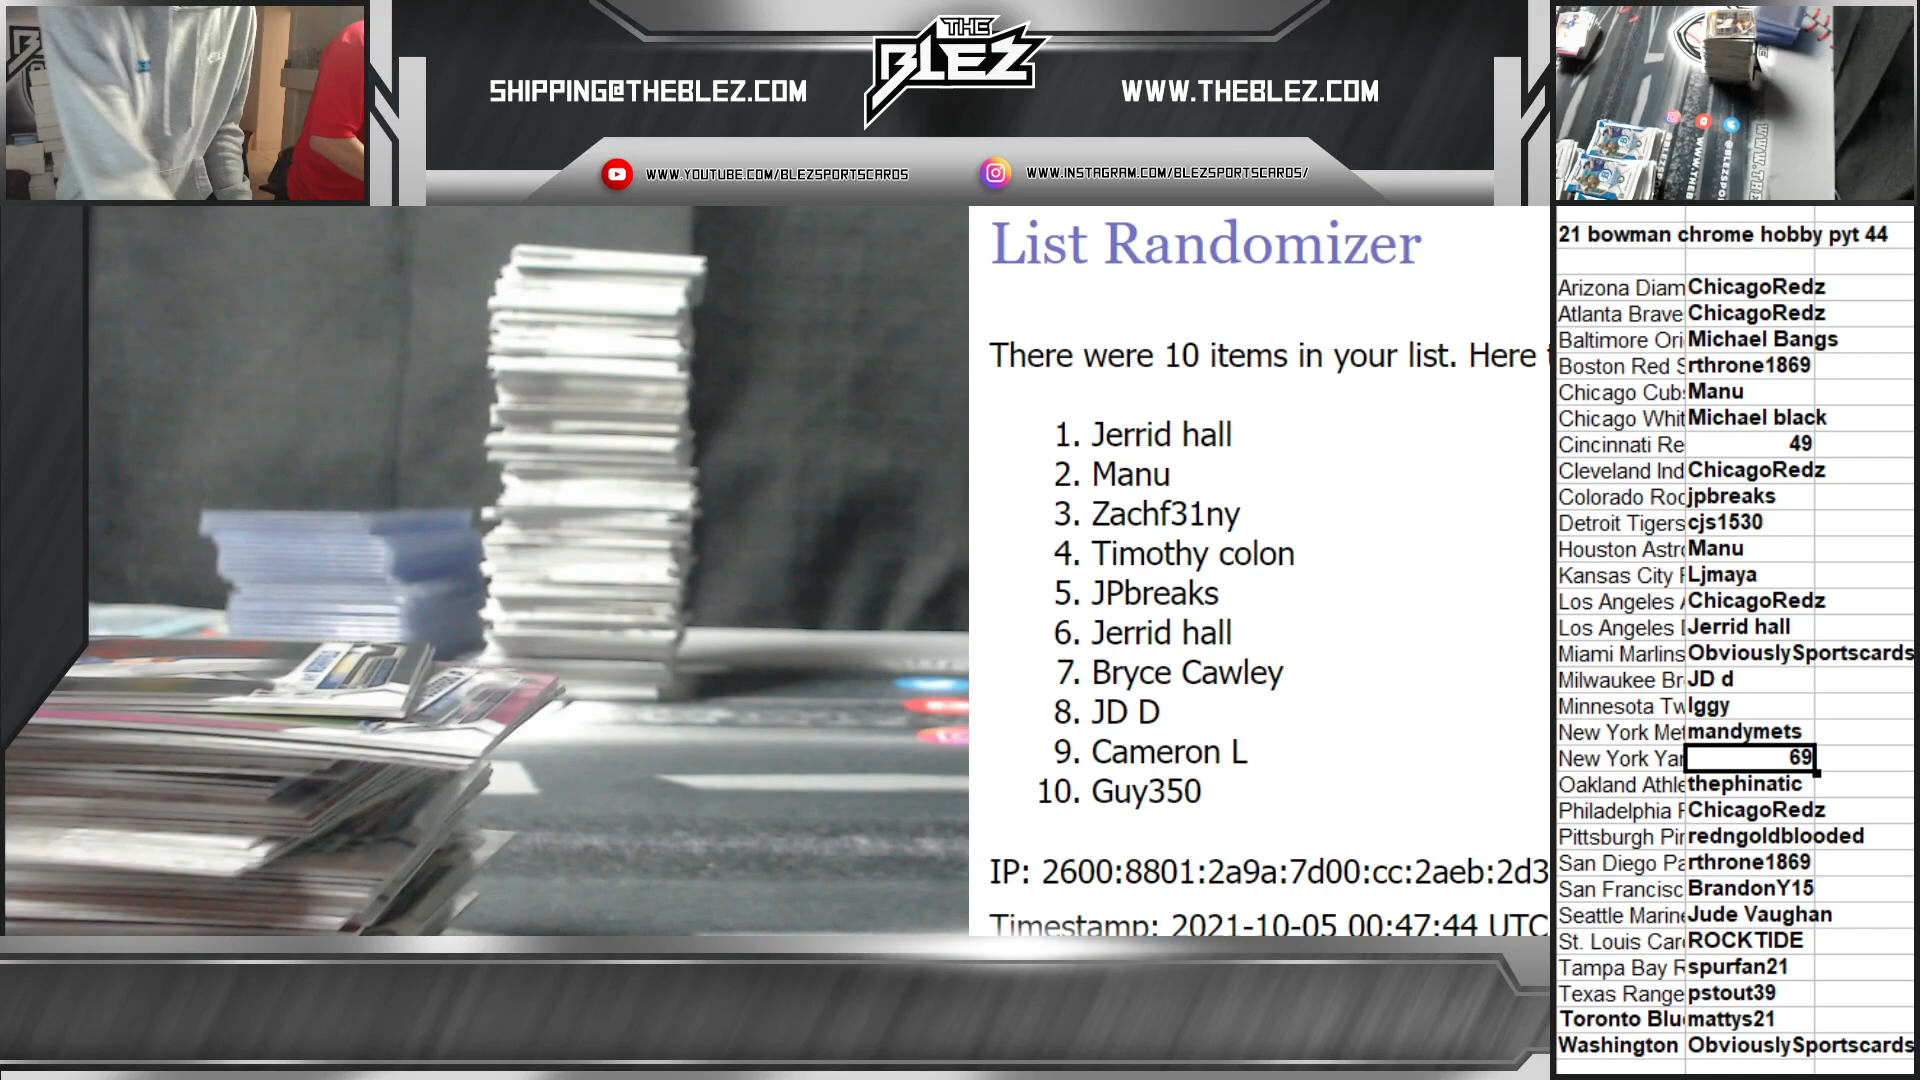 THE
BLEZ
SHIPPING@THEBLEZ.COM
WWW.THEBLEZ.COM
WWW.YOUTUBE.COM/BLEZSPORTSCARDS
WWW.INSTAGRAM.COM/BLEZSPORTSCARDS/
List Randomizer
There were 10 items in your list. Here
1. Jerrid hall
2. Manu
3. Zachf31ny
4. Timothy colon
5. JPbreaks
6. Jerrid hall
7. Bryce Cawley
8. JD D
9. Cameron L
10. Guy350
IP: 2600:8801:2a9a:7d00:cc:2aeb:2d3
Timestamp: 2021-10-05 00:47:44 UTC
21 bowman chrome hobby pyt 44
Arizona Diam ChicagoRedz
Atlanta Brave ChicagoRedz
Baltimore Ori Michael Bangs
Boston Red S rthrone1869
Chicago Cubs Manu
Chicago Whit Michael black
Cincinnati Re 49
Cleveland Ind ChicagoRedz
Colorado Roc jpbreaks
Detroit Tigers cjs1530
Houston Astro Manu
Kansas City Ljmaya
Los Angeles A ChicagoRedz
Los Angeles Jerrid hall
Miami Marlins ObviouslySportscards
Milwaukee Br JD d
Minnesota Tw Iggy
New York Met mandymets
New York Yan 69
Oakland Athle thephinatic
Philadelphia ChicagoRedz
Pittsburgh Pir redngoldblooded
San Diego Pa rthrone1869
San Francisc BrandonY15
Seattle Marine Jude Vaughan
St. Louis Car ROCKTIDE
Tampa Bay R spurfan21
Texas Range pstout39
Toronto Blu mattys21
Washington ObviouslySportscards